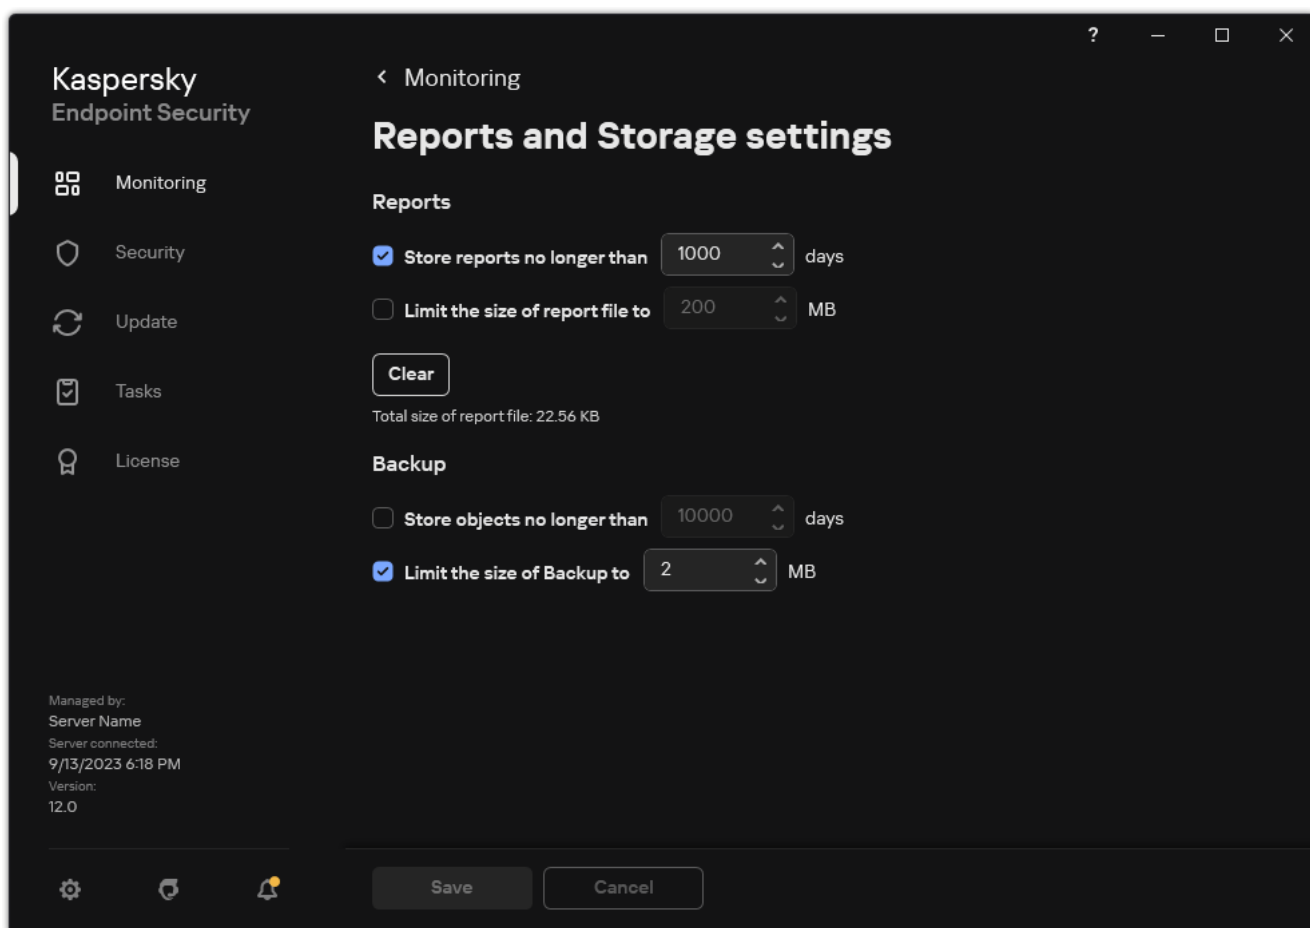 ?
Kaspersky
Endpoint Security
Monitoring
Security
Update
Tasks
License
Managed by:
Server Name
Server connected:
9/13/2023 6:18 PM
Version:
12.0
Monitoring
Reports and Storage settings
Reports
Store reports no longer than 1000 days
Limit the size of report file to 200 MB
Clear
Total size of report file: 22.56 KB
Backup
Store objects no longer than 10000 days
Limit the size of Backup to 2 MB
Save Cancel